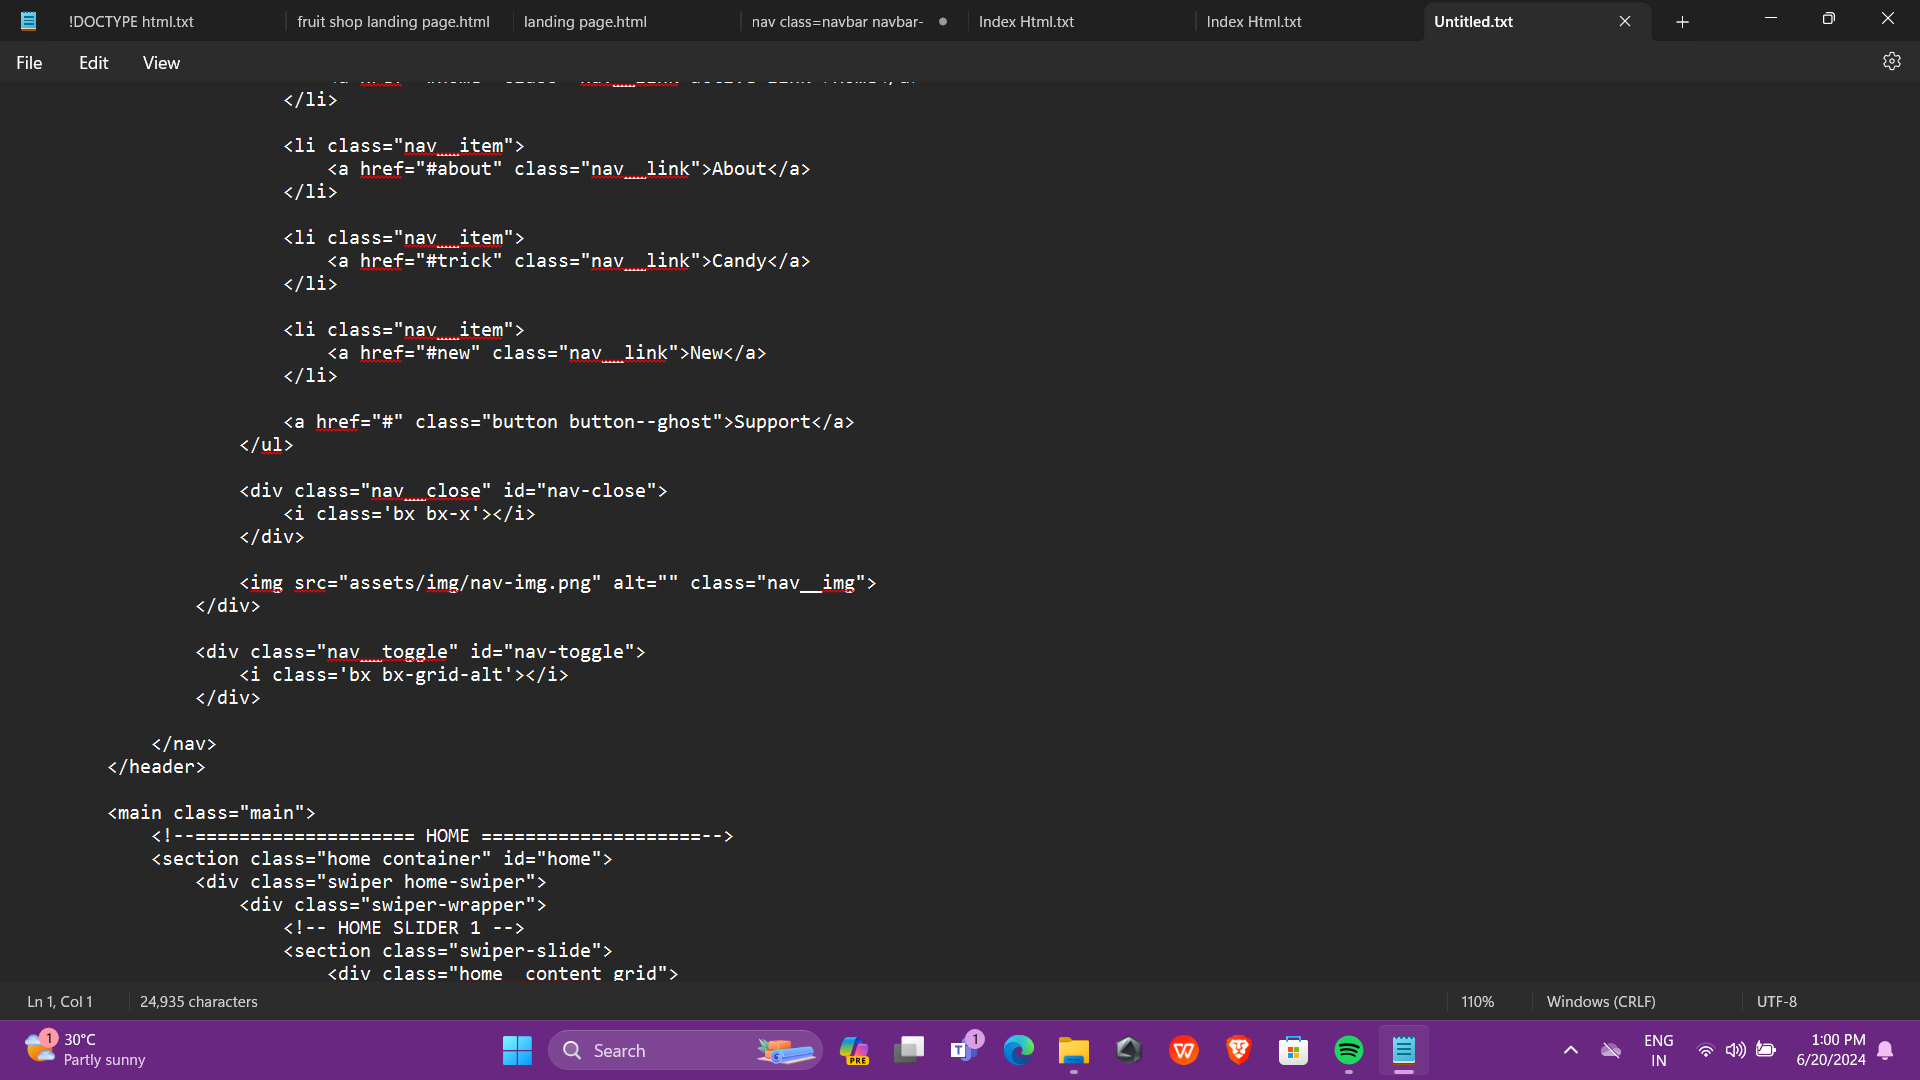 !DOCTYPE html.txt
fruit shop landing page.html
landing page.html
nav class=navbar navbar-
Index Html.txt
Index Html.txt
Untitled.txt
File Edit View
</li>
<li class="nav__item">
<a href="#about" class="nav__link">About</a>
</li>
<li class="nav__item">
<a href="#trick" class="nav__link">Candy</a>
</li>
<li class="nav__item">
<a href="#new" class="nav__link">New</a>
</li>
<a href="#" class="button button--ghost">Support</a>
</ul>
<div class="nav__close" id="nav-close">
<i class='bx bx-x'></i>
</div>
<img src="assets/img/nav-img.png" alt="" class="nav__img">
</div>
<div class="nav__toggle" id="nav-toggle">
<i class='bx bx-grid-alt'></i>
</div>
</nav>
</header>
<main class="main">
<!--==================== HOME ====================-->
<section class="home container" id="home">
<div class="swiper home-swiper">
<div class="swiper-wrapper">
<!-- HOME SLIDER 1 -->
<section class="swiper-slide">
<div class="home__content grid">
Ln 1, Col 1 24,935 characters 110% Windows (CRLF) UTF-8
1
30°C
Partly sunny
Search
PRE
1
ENG
IN
1:00 PM
6/20/2024